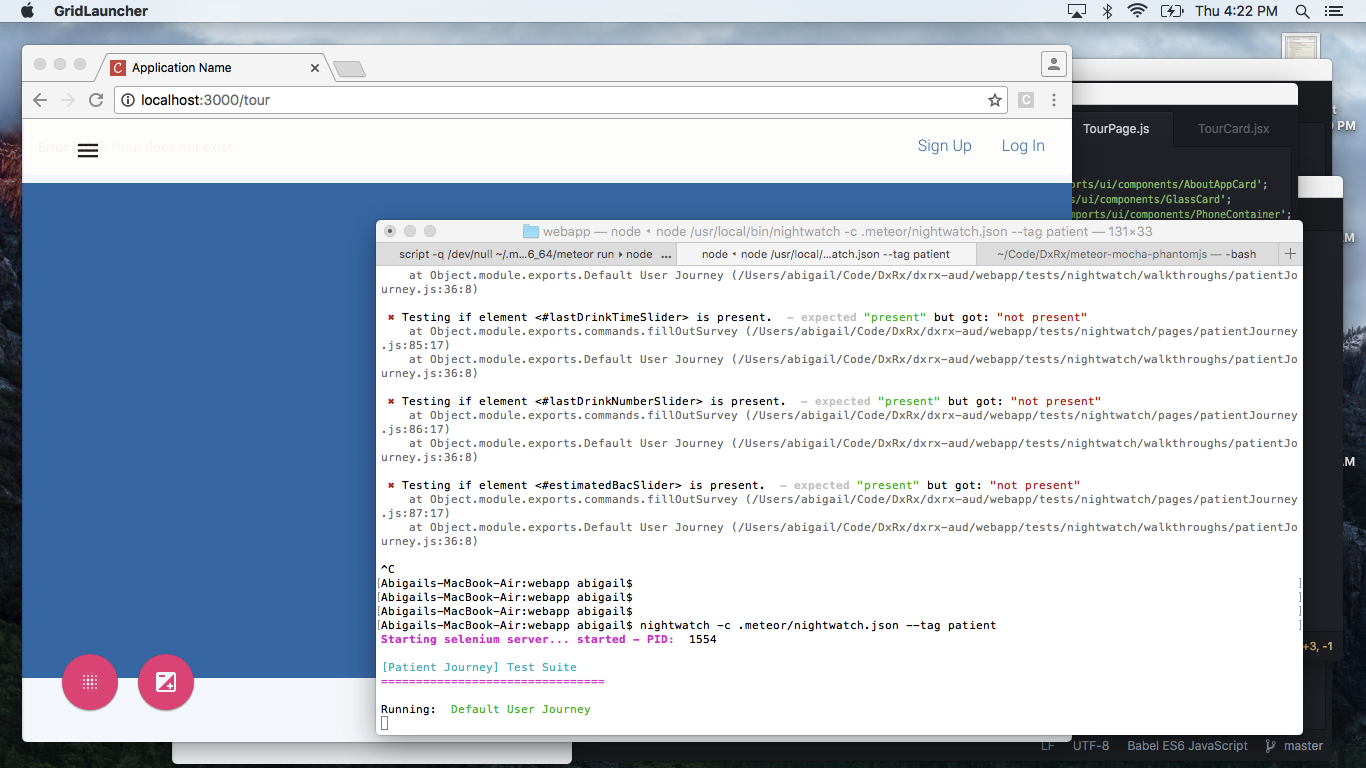 GridLauncher
Thu 4:22 PM
Application Name
localhost:3000/tour
C
Error
/tour does not exist
Sign Up
Log In
TourPage.js
TourCard.jsx
PM
orts/ui/components/AboutAppCard';
s/ui/components/GlassCard';
mports/ui/components/PhoneContainer';
webapp — node • node /usr/local/bin/nightwatch -c .meteor/nightwatch.json --tag patient — 131×33
script -q /dev/null ~/.m...6_64/meteor run ▸ node ...
node • node /usr/local/...atch.json --tag patient
~/Code/DxRx/meteor-mocha-phantomjs — -bash
at Object.module.exports.Default User Journey (/Users/abigail/Code/DxRx/dxrx-aud/webapp/tests/nightwatch/walkthroughs/patientJo
urney.js:36:8)
✖ Testing if element <#lastDrinkTimeSlider> is present.  – expected "present" but got: "not present"
at Object.module.exports.commands.fillOutSurvey (/Users/abigail/Code/DxRx/dxrx-aud/webapp/tests/nightwatch/pages/patientJourney
.js:85:17)
at Object.module.exports.Default User Journey (/Users/abigail/Code/DxRx/dxrx-aud/webapp/tests/nightwatch/walkthroughs/patientJo
urney.js:36:8)
✖ Testing if element <#lastDrinkNumberSlider> is present.  – expected "present" but got: "not present"
at Object.module.exports.commands.fillOutSurvey (/Users/abigail/Code/DxRx/dxrx-aud/webapp/tests/nightwatch/pages/patientJourney
.js:86:17)
at Object.module.exports.Default User Journey (/Users/abigail/Code/DxRx/dxrx-aud/webapp/tests/nightwatch/walkthroughs/patientJo
urney.js:36:8)
✖ Testing if element <#estimatedBacSlider> is present.  – expected "present" but got: "not present"
at Object.module.exports.commands.fillOutSurvey (/Users/abigail/Code/DxRx/dxrx-aud/webapp/tests/nightwatch/pages/patientJourney
.js:87:17)
at Object.module.exports.Default User Journey (/Users/abigail/Code/DxRx/dxrx-aud/webapp/tests/nightwatch/walkthroughs/patientJo
urney.js:36:8)
^C
[Abigails-MacBook-Air:webapp abigail$ ]
[Abigails-MacBook-Air:webapp abigail$ ]
[Abigails-MacBook-Air:webapp abigail$ ]
[Abigails-MacBook-Air:webapp abigail$ nightwatch -c .meteor/nightwatch.json --tag patient ]
Starting selenium server... started – PID:  1554
[Patient Journey] Test Suite
================================
Running:  Default User Journey
+3, -1
LF
UTF-8
Babel ES6 JavaScript
master